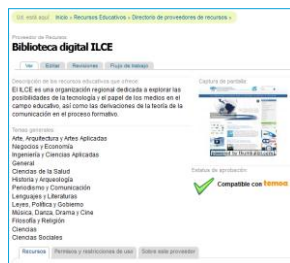 Ud. está aquí: Inicio » Recursos Educativos » Directorio de proveedores de recursos »
Proveedor de Recursos
Biblioteca digital ILCE
Ver Editar Revisiones Flujo de trabajo
Descripción de los recursos educativos que ofrece:
El ILCE es una organización regional dedicada a explorar las
posibilidades de la tecnología y el papel de los medios en el
campo educativo, así como las derivaciones de la teoría de la
comunicación en el proceso formativo.
Captura de pantalla:
Temas generales:
Arte, Arquitectura y Artes Aplicadas
Negocios y Economía
Ingeniería y Ciencias Aplicadas
General
Ciencias de la Salud
Historia y Arqueología
Periodismo y Comunicación
Lenguajes y Literaturas
Leyes, Política y Gobierno
Música, Danza, Drama y Cine
Filosofía y Religión
Ciencias
Ciencias Sociales
Estatus de aprobación:
Compatible con temoa
Recursos Permisos y restricciones de uso Sobre este proveedor